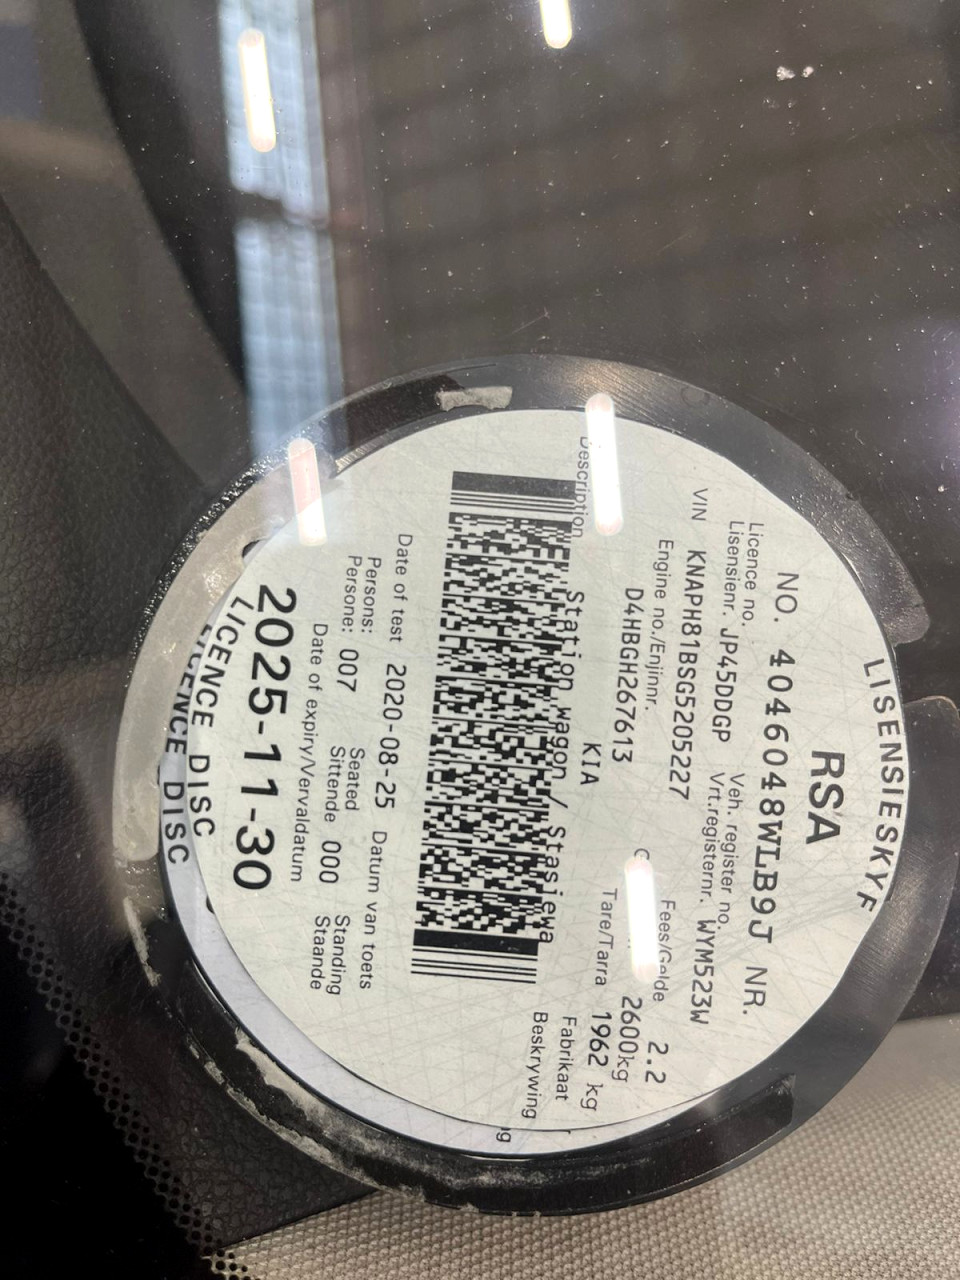 LISENSIESKYF
RSA
NO. 4046048WLB9J NR.
Licence no. Veh. register no.
Lisensienr. JP45DDGP Vrt.registernr. WYM523W
VIN KNAPH81BSG5205227
Engine no./Enjinnr. Fees/Gelde 2.2
D4HBGH267613 2600kg
Tare/Tarra 1962 kg
KIA Fabrikaat
Description Station wagon / Stasiewa Beskrywing
Date of test 2020-08-25 Datum van toets
Persons: Seated Standing
Persone: 007 Sittende 000 Staande
Date of expiry/Vervaldatum
2025-11-30
LICENCE DISC
LICENCE DISC